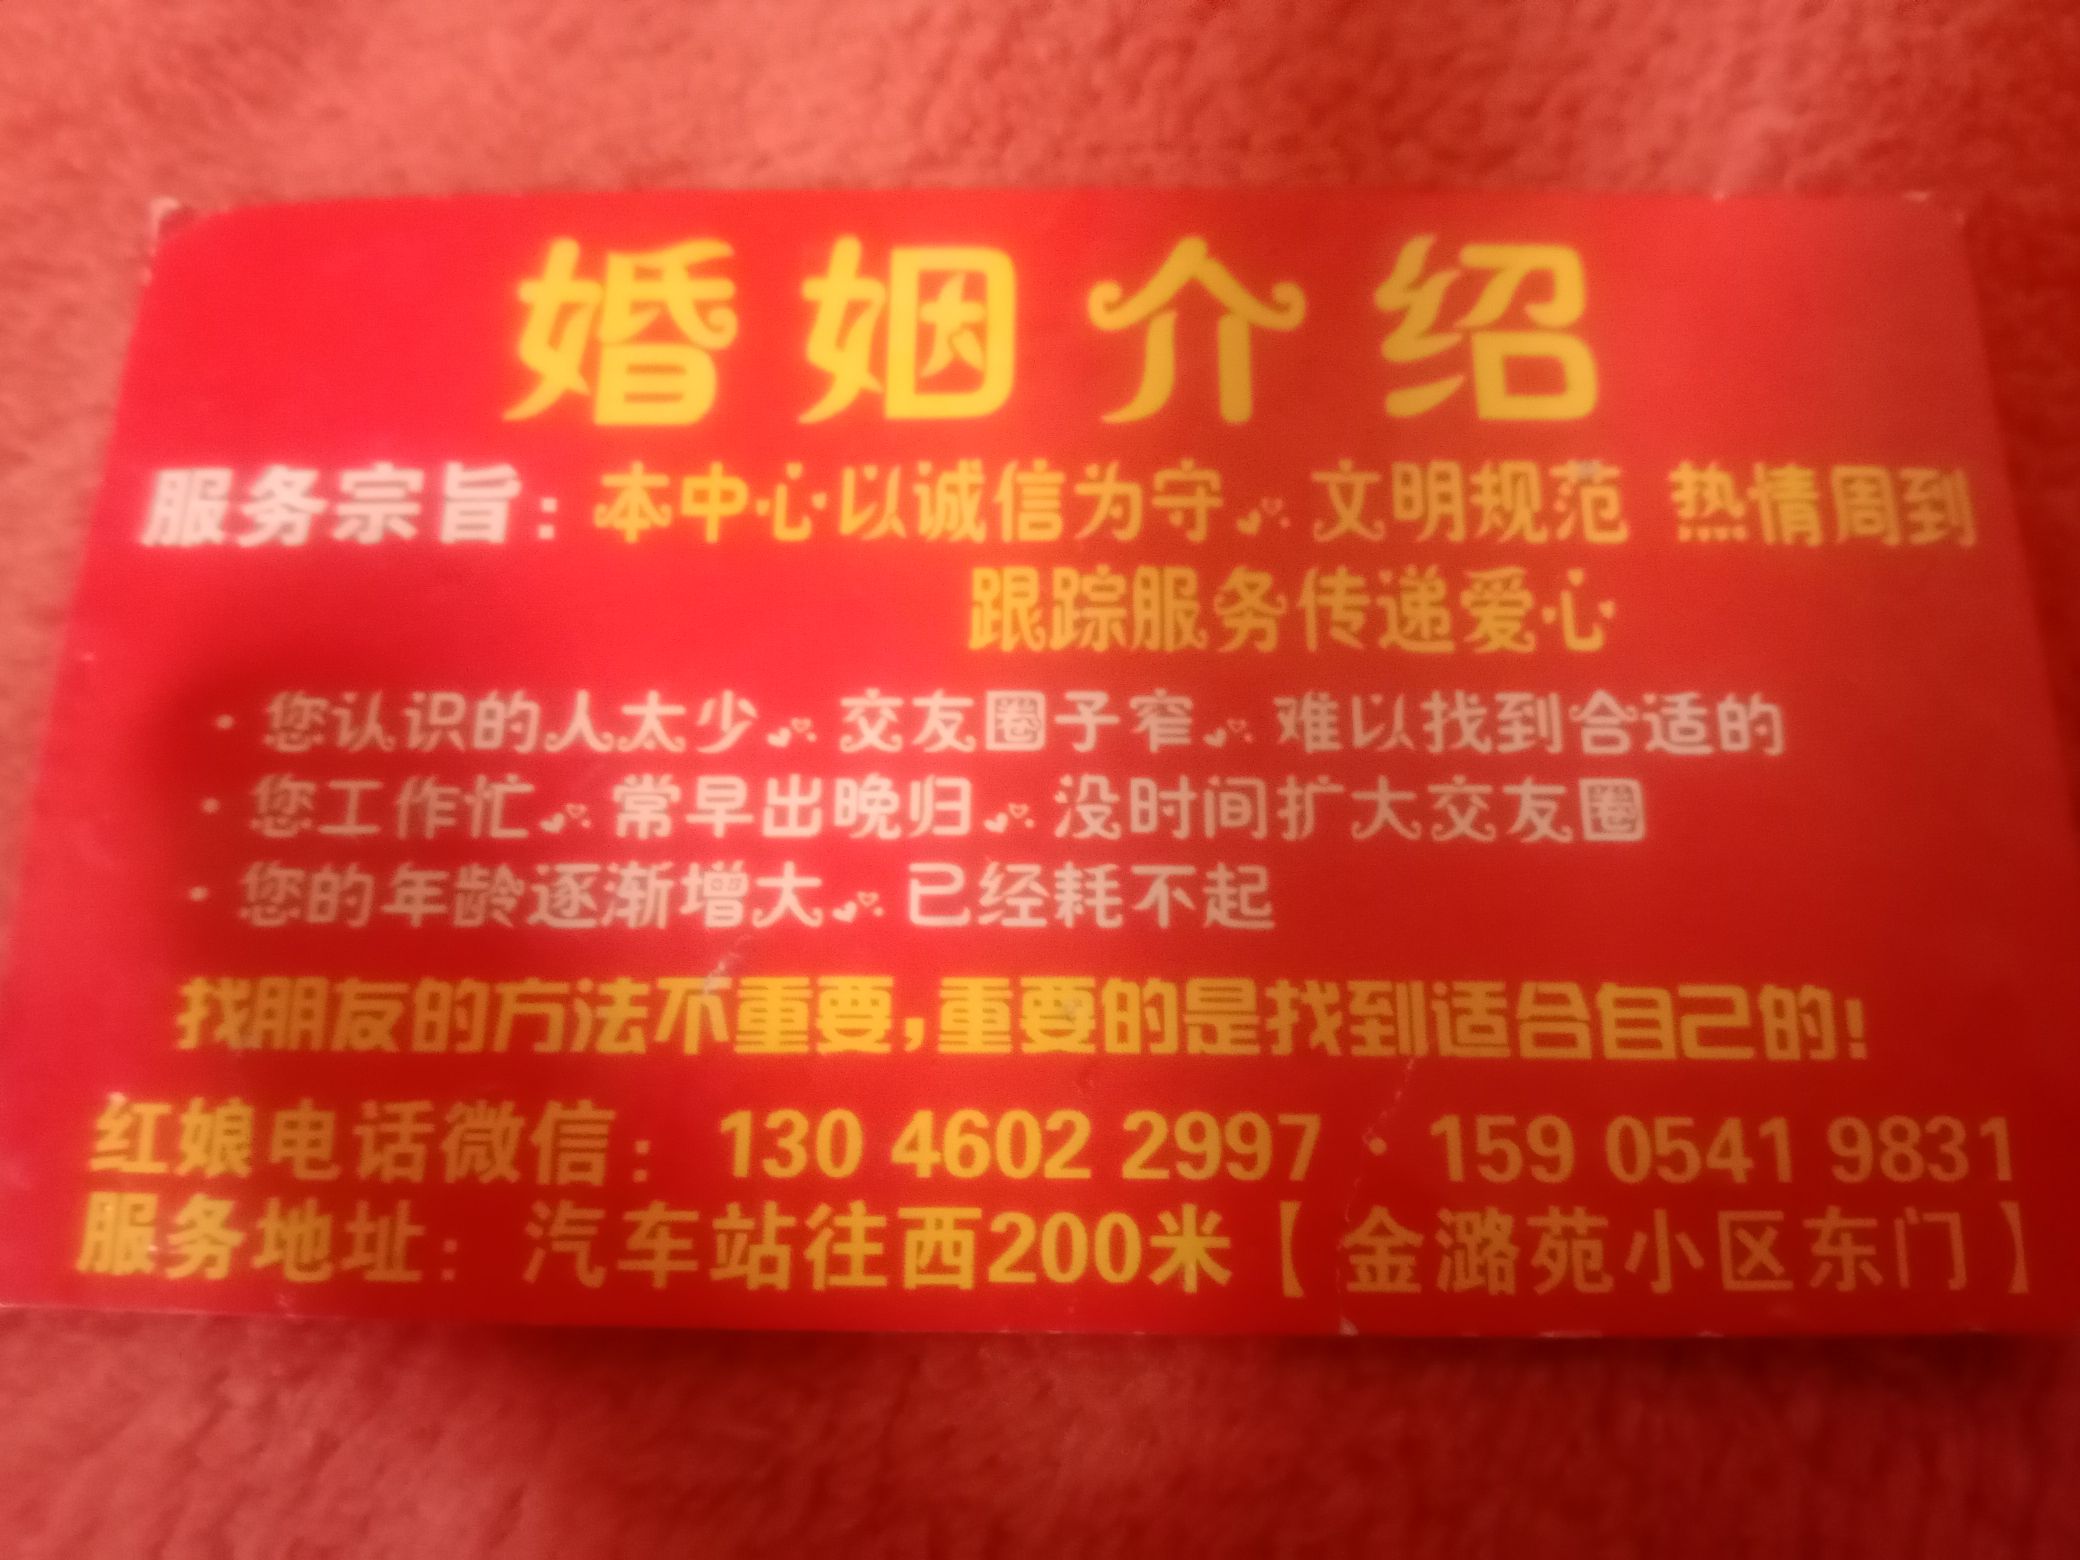 婚姻介绍
服务宗旨：本中心以诚信为守、文明规范 热情周到
跟踪服务传递爱心
·您认识的人太少、交友圈子窄、难以找到合适的
·您工作忙、常早出晚归、没时间扩大交友圈
·您的年龄逐渐增大、已经耗不起
找朋友的方法不重要，重要的是找到适合自己的！
红娘电话微信：130 4602 2997·159 0541 9831
服务地址：汽车站往西200米【金潞苑小区东门】